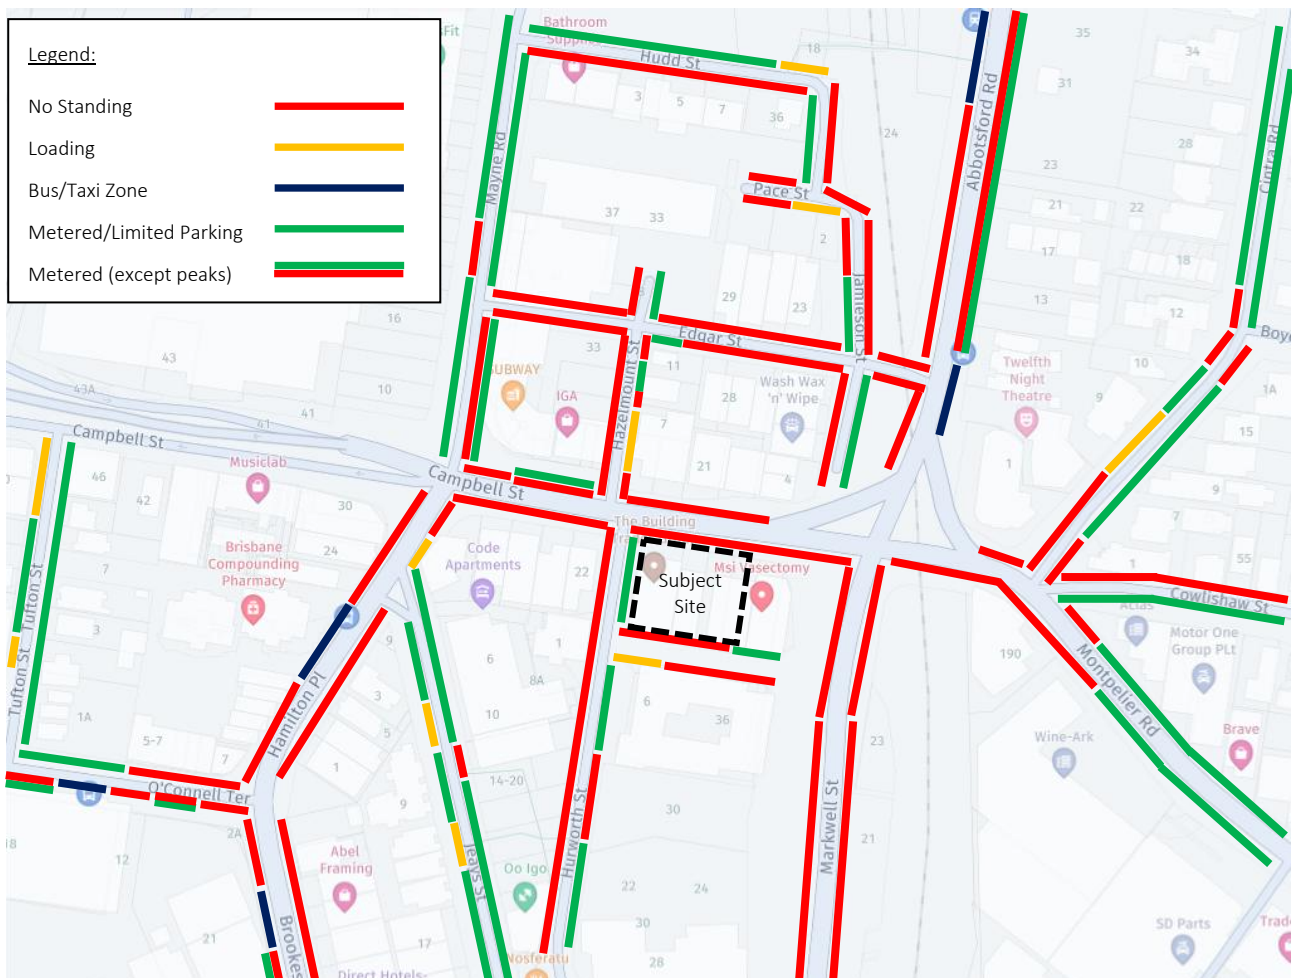 Legend:
No Standing
Loading
Bus/Taxi Zone
Metered/Limited Parking
Metered (except peaks)
Fit
Bathroom
18
Hudd St
3
5
7
36
24
35
34
31
Abbotsford Rd
Cintra Rd
28
23
Mayne Rd
Pace St
37
33
2
21
22
17
18
29
23
Jamieson St
13
12
16
Edgar St
Boye
43
33
11
10
SUBWAY
Hazelmount St
IGA
28
Wash Wax
'n' Wipe
Twelfth
Night
Theatre
9
1A
43A
10
41
7
15
Campbell St
Musiclab
21
4
1
46
42
30
Campbell St
9
The Building
7
Brisbane
Compounding
Pharmacy
24
Code
Apartments
22
Msi Vasectomy
Subject
Site
1
55
Cowlishaw St
7
Tufton St
3
9
6
1
190
Motor One
Group PLt
8A
Tufton St
Hamilton Pl
3
6
Montpelier Rd
1A
5
10
36
5-7
7
1
23
Wine-Ark
Brave
O'Connell Ter
14-20
9
Hurworth St
30
Markwell St
21
2A
18
12
Abel
Framing
Jeays St
Oo Igo
22
24
21
Brookes
17
30
SD Parts
Trade
Nosferatu
28
Direct Hotels-